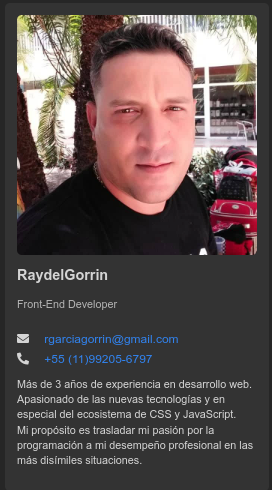 RaydelGorrin
Front-End Developer
rgarciagorrin@gmail.com
+55 (11)99205-6797
Más de 3 años de experiencia en desarrollo web.
Apasionado de las nuevas tecnologías y en
especial del ecosistema de CSS y JavaScript.
Mi propósito es trasladar mi pasión por la
programación a mi desempeño profesional en las
más disímiles situaciones.